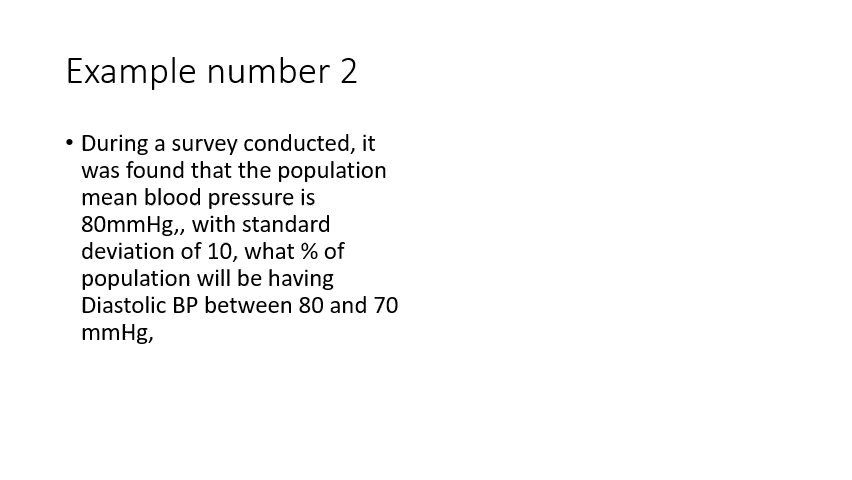 Example number 2
• During a survey conducted, it
was found that the population
mean blood pressure is
80mmHg,, with standard
deviation of 10, what % of
population will be having
Diastolic BP between 80 and 70
mmHg,